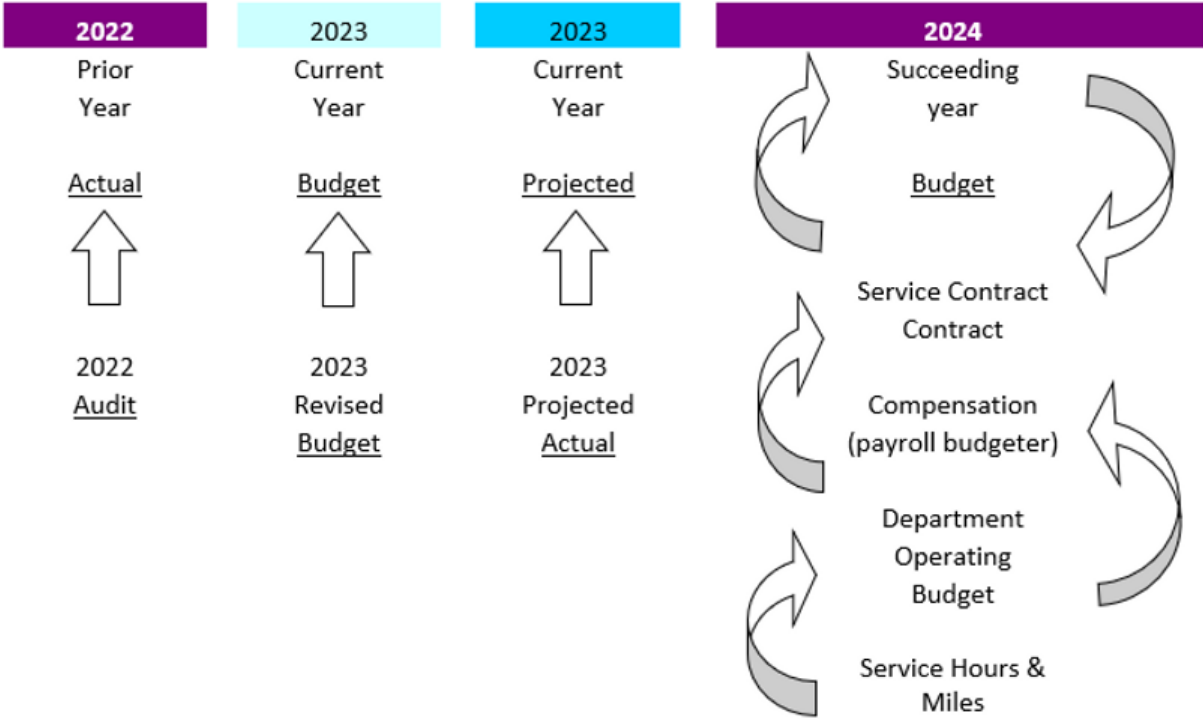 2022
Prior
Year
Actual
2022
Audit
2023
Current
Year
Budget
2023
Revised
Budget
2023
Current
Year
Projected
2023
Projected
Actual
2024
Succeeding
year
Budget
Service Contract
Contract
Compensation
(payroll budgeter)
Department
Operating
Budget
Service Hours &
Miles